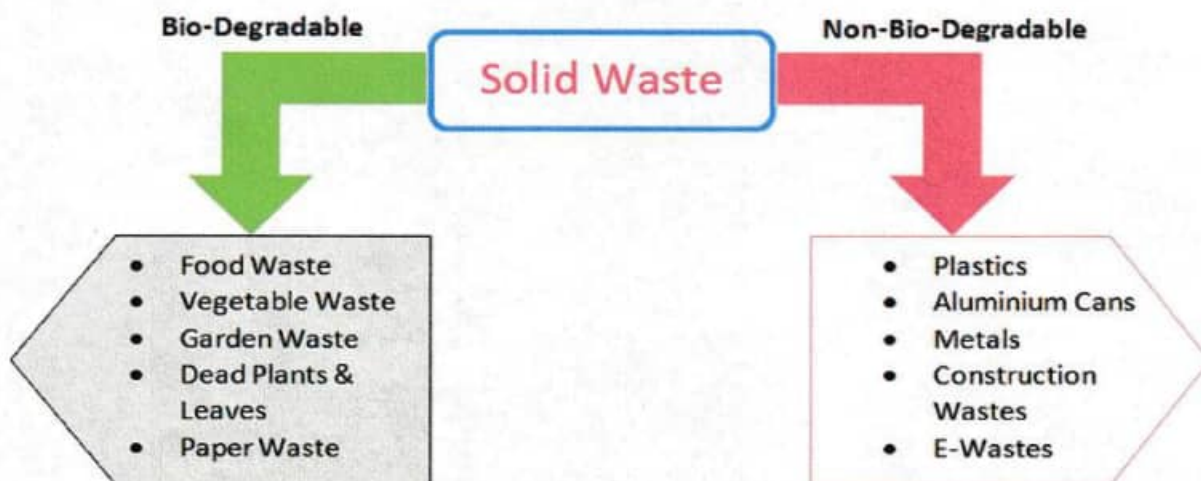 Bio-Degradable
Solid Waste
Non-Bio-Degradable
• Food Waste
• Vegetable Waste
• Garden Waste
• Dead Plants &
Leaves
• Paper Waste
• Plastics
• Aluminium Cans
• Metals
• Construction
Wastes
• E-Wastes